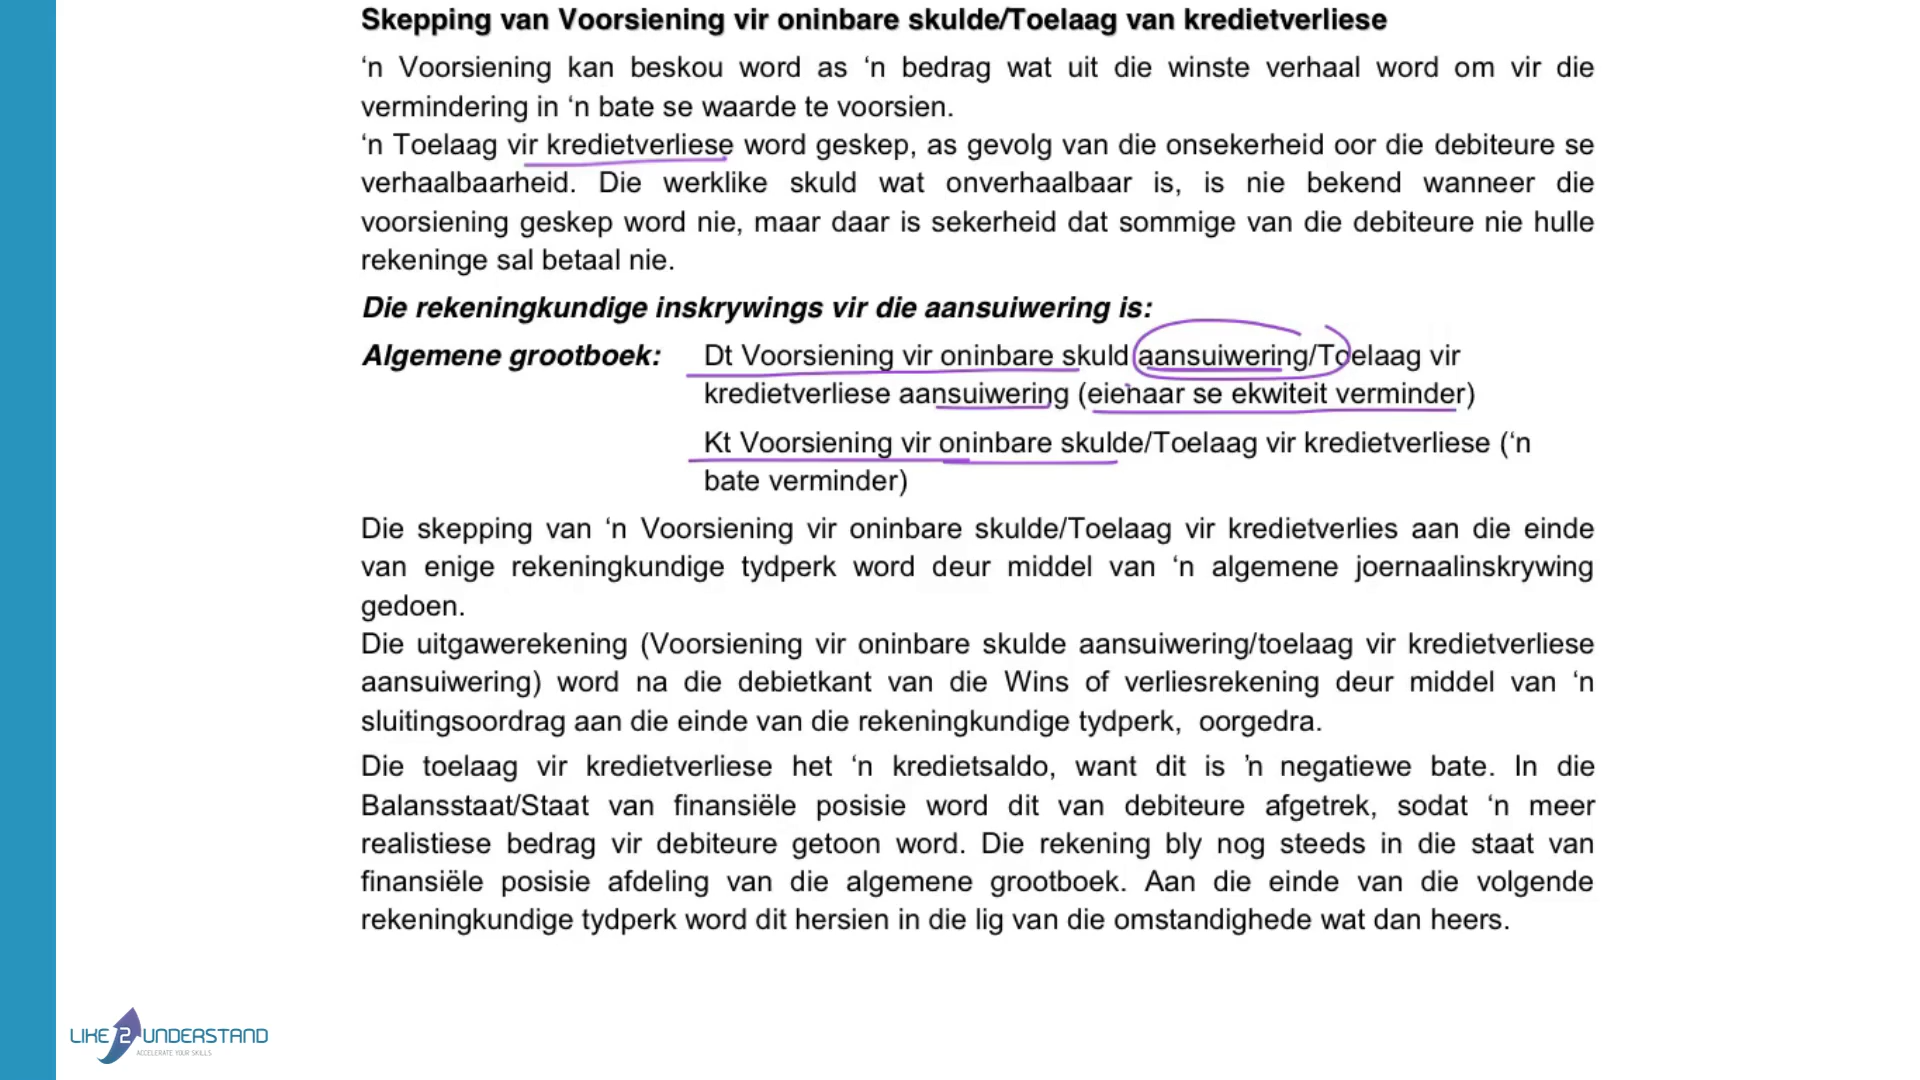 Skepping van Voorsiening vir oninbare skulde/Toelaag van kredietverliese
‘n Voorsiening kan beskou word as ‘n bedrag wat uit die winste verhaal word om vir die
vermindering in ‘n bate se waarde te voorsien.
‘n Toelaag vir kredietverliese word geskep, as gevolg van die onsekerheid oor die debiteure se
verhaalbaarheid. Die werklike skuld wat onverhaalbaar is, is nie bekend wanneer die
voorsiening geskep word nie, maar daar is sekerheid dat sommige van die debiteure nie hulle
rekeninge sal betaal nie.
Die rekeningkundige inskrywings vir die aansuiwering is:
Algemene grootboek: Dt Voorsiening vir oninbare skuld aansuiwering/Toelaag vir
kredietverliese aansuiwering (eienaar se ekwiteit verminder)
Kt Voorsiening vir oninbare skulde/Toelaag vir kredietverliese (‘n
bate verminder)
Die skepping van ‘n Voorsiening vir oninbare skulde/Toelaag vir kredietverlies aan die einde
van enige rekeningkundige tydperk word deur middel van ‘n algemene joernaalinskrywing
gedoen.
Die uitgawerekening (Voorsiening vir oninbare skulde aansuiwering/toelaag vir kredietverliese
aansuiwering) word na die debietkant van die Wins of verliesrekening deur middel van ‘n
sluitingsoordrag aan die einde van die rekeningkundige tydperk, oorgedra.
Die toelaag vir kredietverliese het ‘n kredietsaldo, want dit is ’n negatiewe bate. In die
Balansstaat/Staat van finansiële posisie word dit van debiteure afgetrek, sodat ‘n meer
realistiese bedrag vir debiteure getoon word. Die rekening bly nog steeds in die staat van
finansiële posisie afdeling van die algemene grootboek. Aan die einde van die volgende
rekeningkundige tydperk word dit hersien in die lig van die omstandighede wat dan heers.
LIKE 2 UNDERSTAND
ACCELERATE YOUR SKILLS